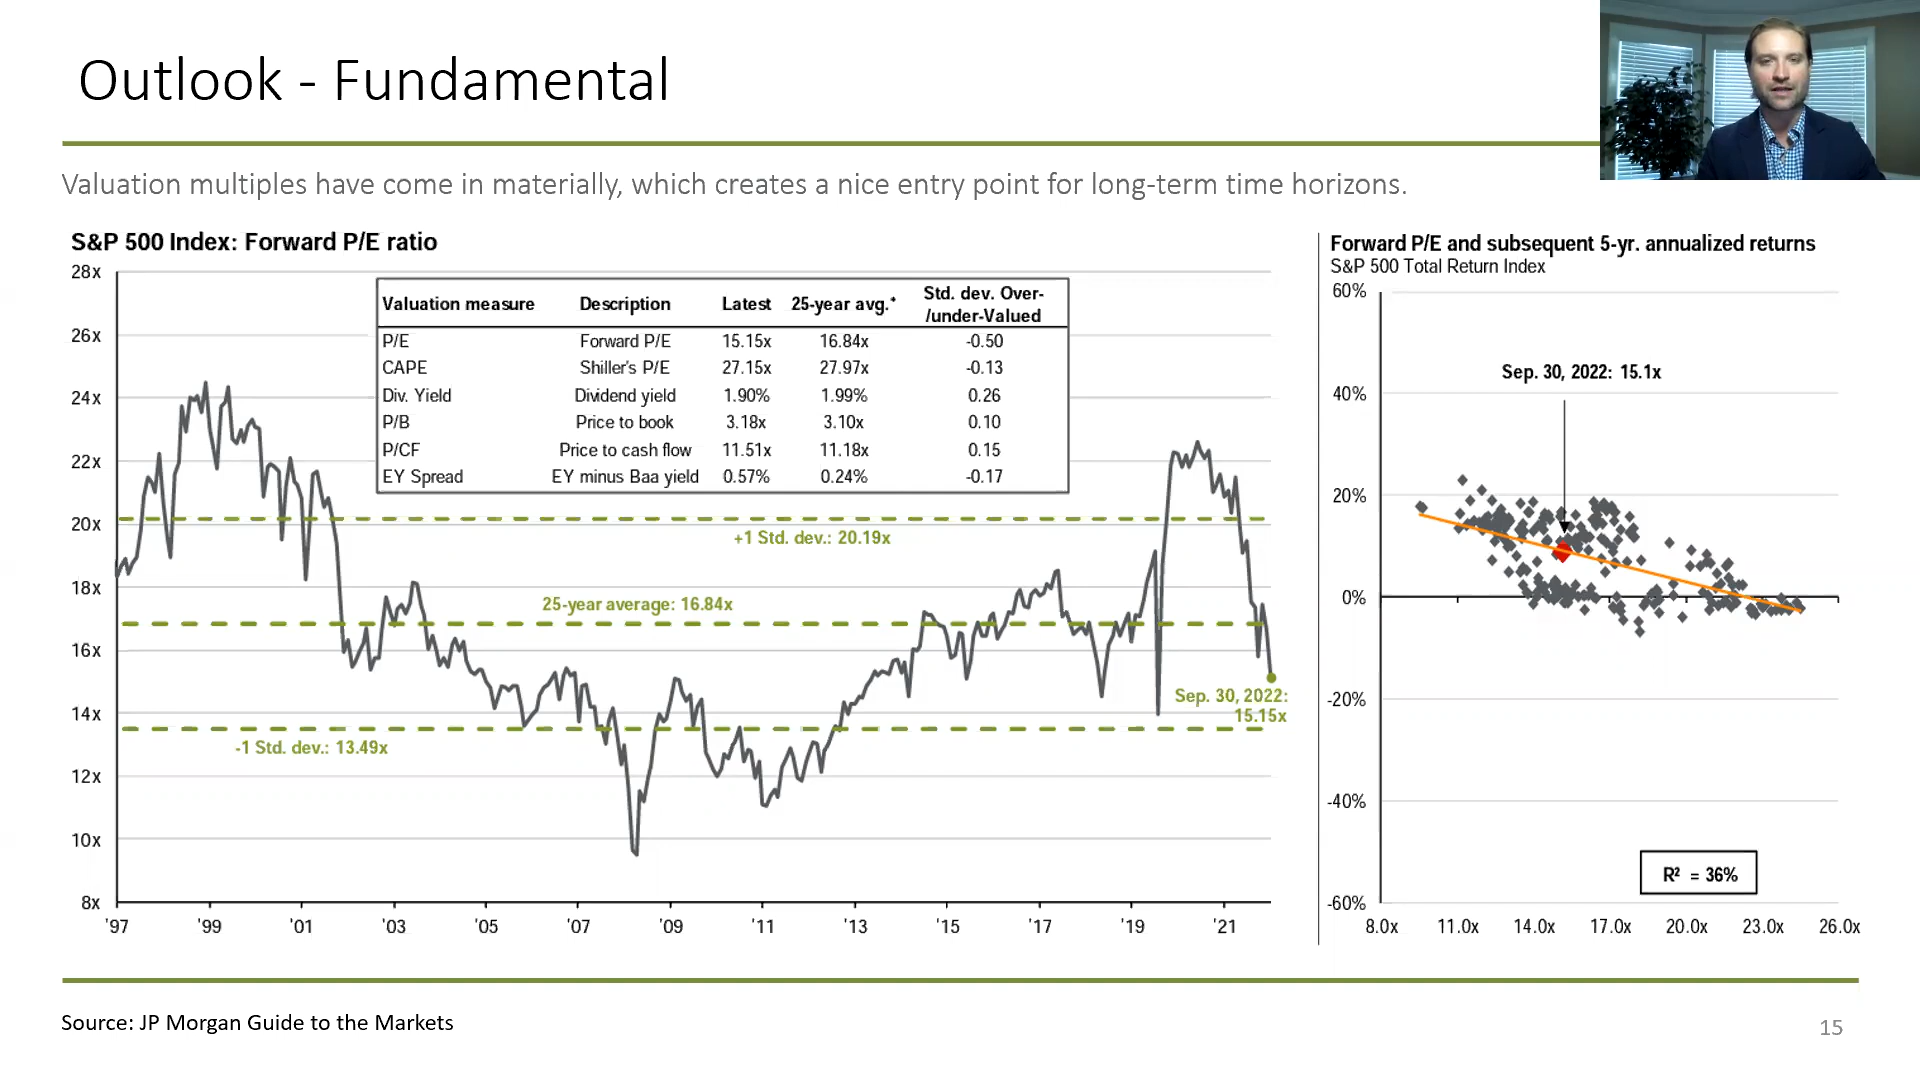 Outlook - Fundamental
Valuation multiples have come in materially, which creates a nice entry point for long-term time horizons.
S&P 500 Index: Forward P/E ratio
28x
26x
24x
22x
20x
18x
16x
14x
12x
10x
8x
Valuation measure Description Latest 25-year avg.* Std. dev. Over-
/under-Valued
P/E Forward P/E 15.15x 16.84x -0.50
CAPE Shiller's P/E 27.15x 27.97x -0.13
Div. Yield Dividend yield 1.90% 1.99% 0.26
P/B Price to book 3.18x 3.10x 0.10
P/CF Price to cash flow 11.51x 11.18x 0.15
EY Spread EY minus Baa yield 0.57% 0.24% -0.17
+1 Std. dev.: 20.19x
25-year average: 16.84x
Sep. 30, 2022:
15.15x
-1 Std. dev.: 13.49x
'97 '99 '01 '03 '05 '07 '09 '11 '13 '15 '17 '19 '21
Forward P/E and subsequent 5-yr. annualized returns
S&P 500 Total Return Index
60%
40%
20%
0%
-20%
-40%
-60%
Sep. 30, 2022: 15.1x
R² = 36%
8.0x 11.0x 14.0x 17.0x 20.0x 23.0x 26.0x
Source: JP Morgan Guide to the Markets
15